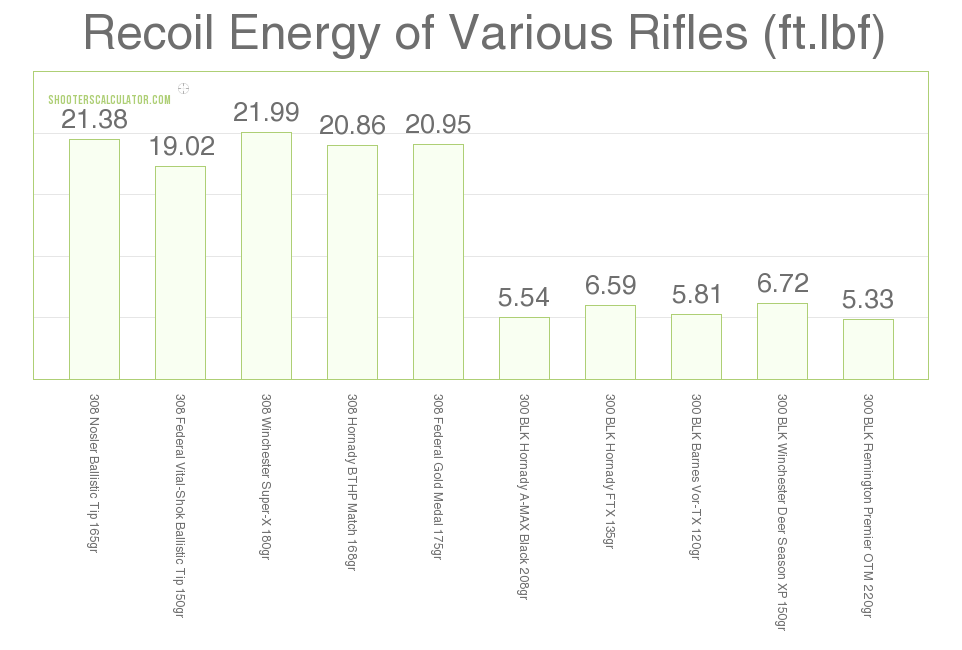 Recoil Energy of Various Rifles (ft.lbf)
SHOOTERSCALCULATOR.COM
21.38
19.02
21.99
20.86
20.95
5.54
6.59
5.81
6.72
5.33
308 Nosler Ballistic Tip 165gr
308 Federal Vital-Shok Ballistic Tip 150gr
308 Winchester Super-X 180gr
308 Hornady BTHP Match 168gr
308 Federal Gold Medal 175gr
300 BLK Hornady A-MAX Black 208gr
300 BLK Hornady FTX 135gr
300 BLK Barnes Vor-TX 120gr
300 BLK Winchester Deer Season XP 150gr
300 BLK Remington Premier OTM 220gr